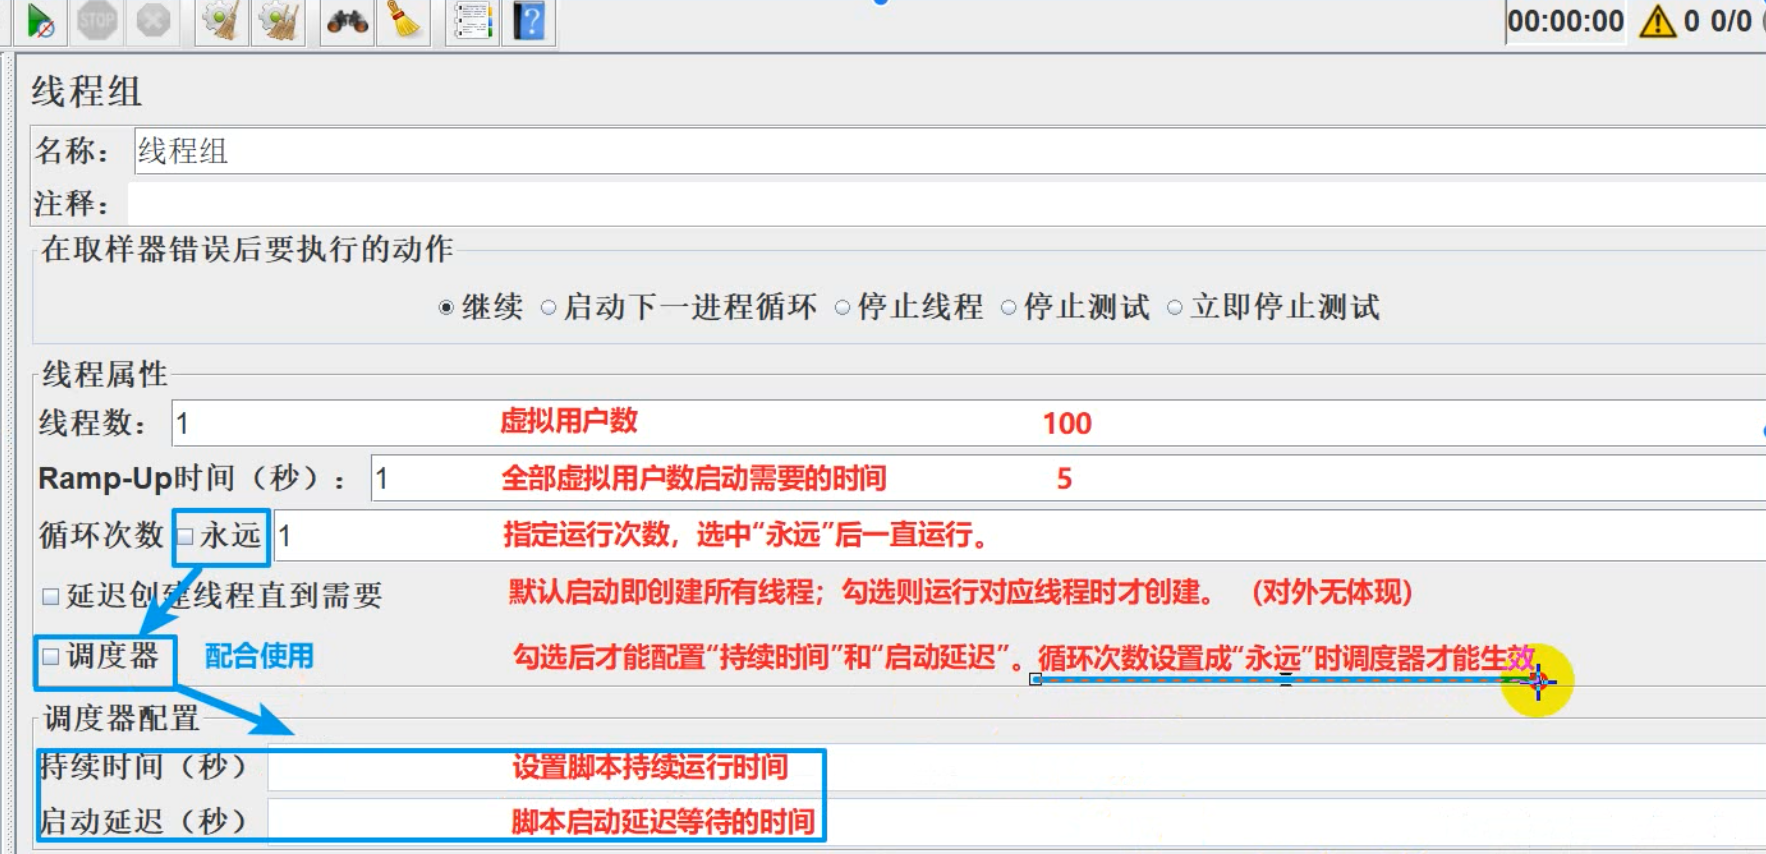 STOP
00:00:00 0 0/0
线程组
名称： 线程组
注释：
在取样器错误后要执行的动作
继续 启动下一进程循环 停止线程 停止测试 立即停止测试
线程属性
线程数： 1 虚拟用户数 100
Ramp-Up时间（秒）： 1 全部虚拟用户数启动需要的时间 5
循环次数 永远 1 指定运行次数，选中“永远”后一直运行。
延迟创建线程直到需要 默认启动即创建所有线程；勾选则运行对应线程时才创建。（对外无体现）
调度器 配合使用 勾选后才能配置“持续时间”和“启动延迟”。循环次数设置成“永远”时调度器才能生效
调度器配置
持续时间（秒） 设置脚本持续运行时间
启动延迟（秒） 脚本启动延迟等待的时间